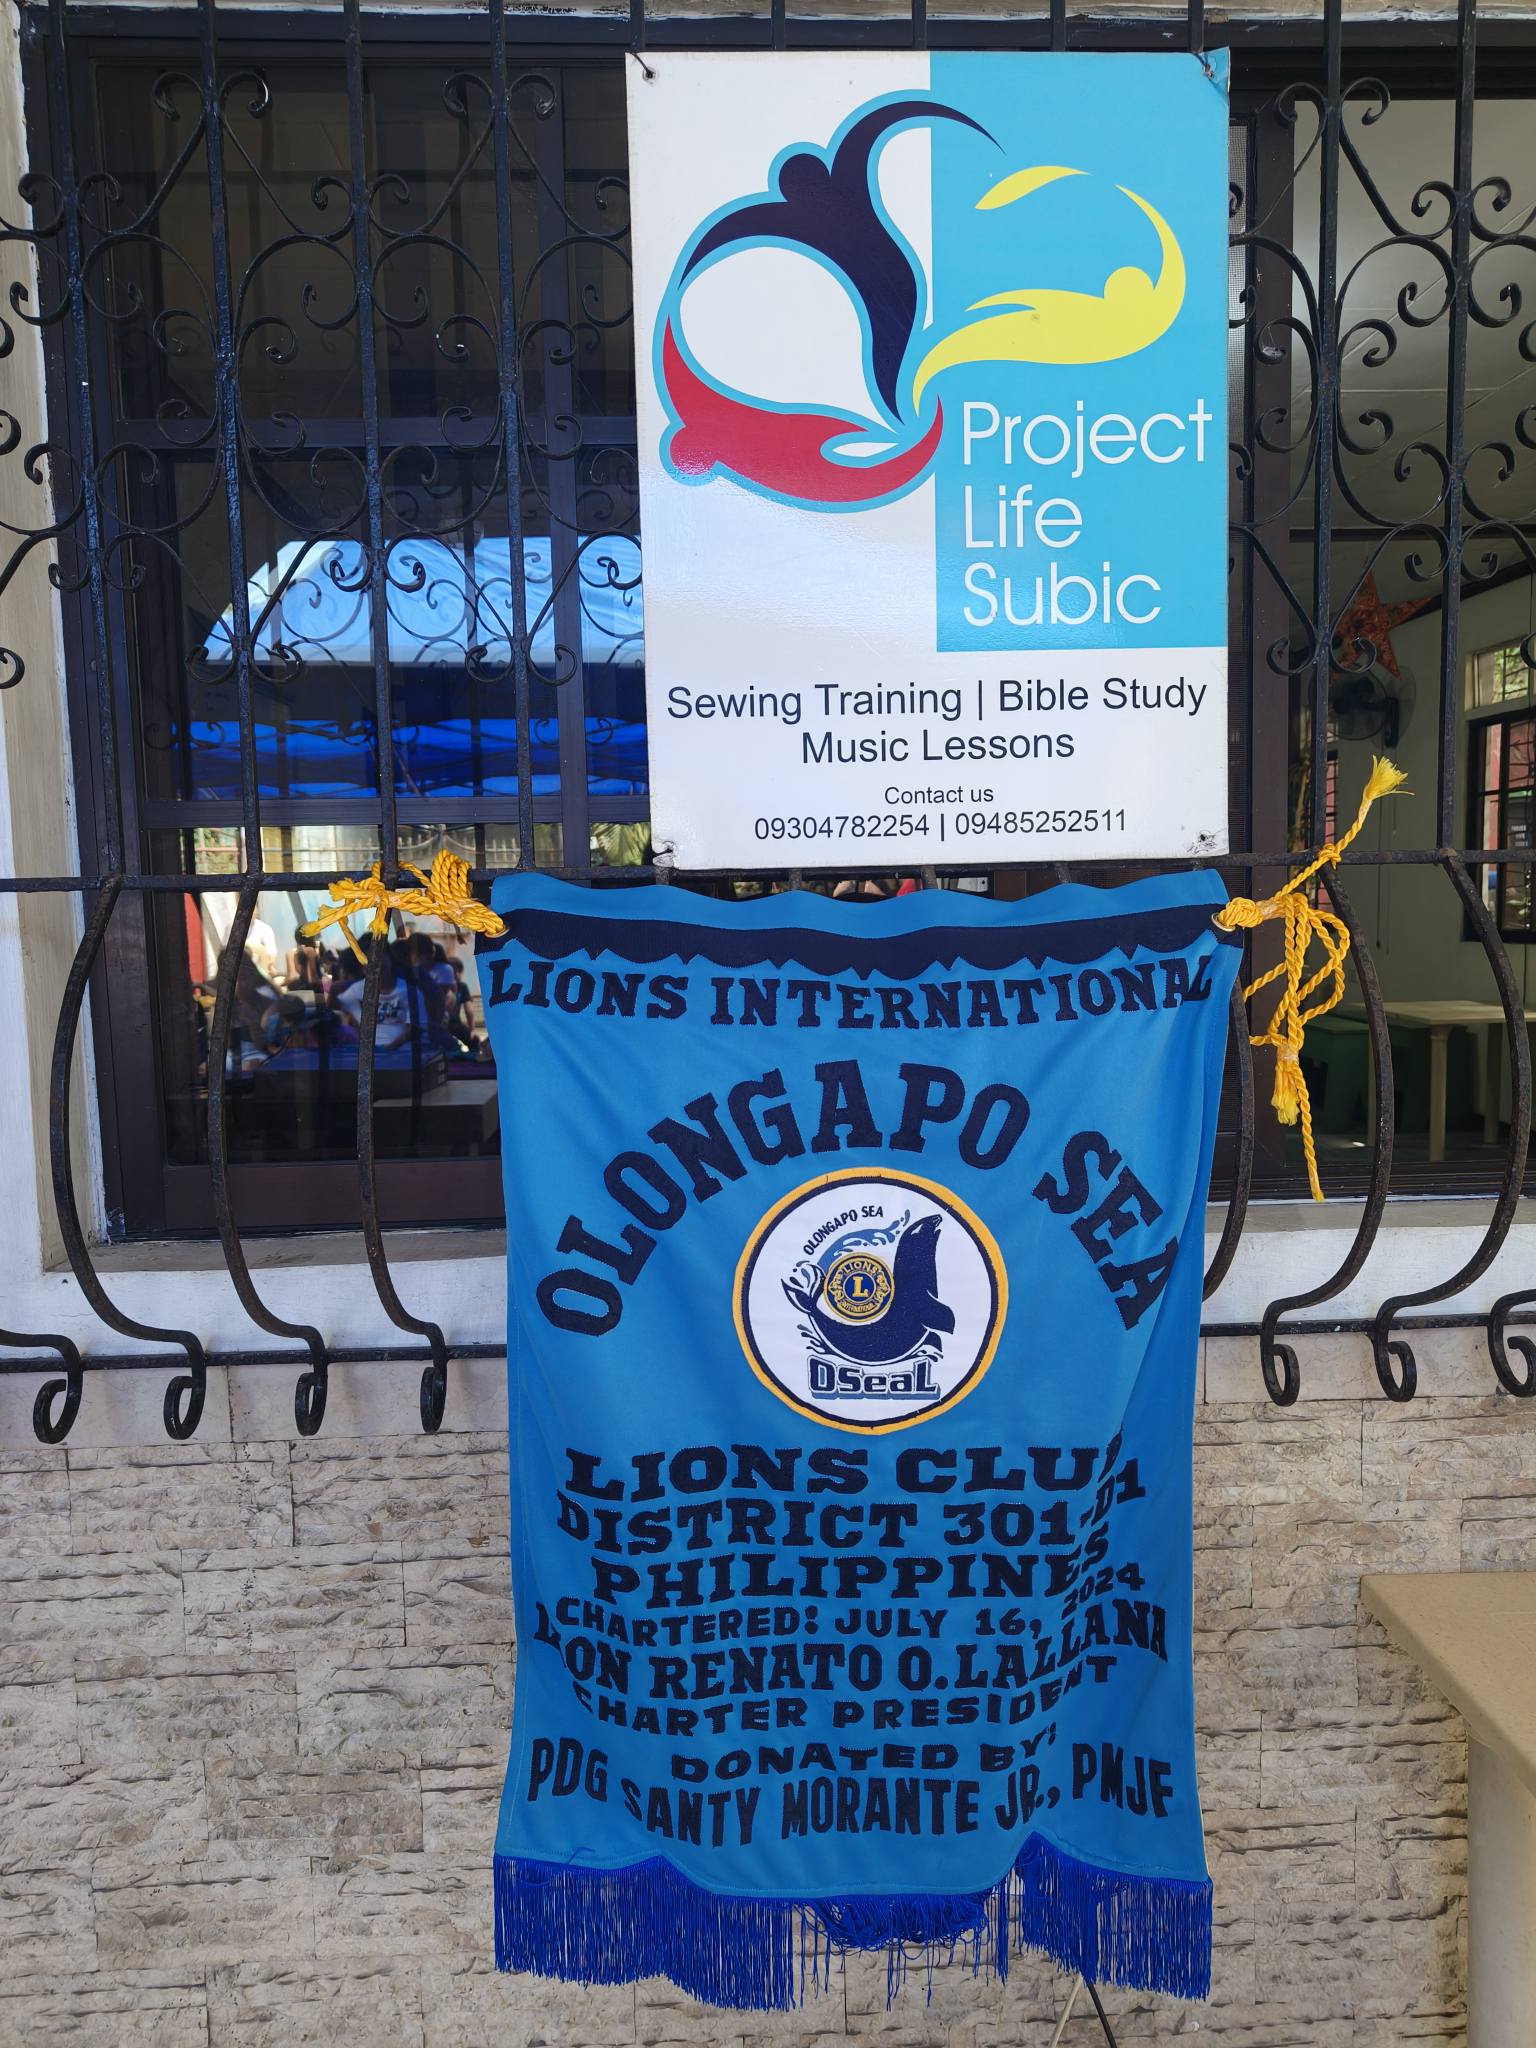 Project
Life
Subic
Sewing Training | Bible Study
Music Lessons
Contact us
09304782254 | 09485252511
LIONS INTERNATIONAL
OLONGAPO SEA
OLONGAPO SEA
LIONS
L
INTERNATIONAL
OSeaL
LIONS CLUB
DISTRICT 301-D1
PHILIPPINES
CHARTERED: JULY 16, 2024
LION RENATO O. LALLANA
CHARTER PRESIDENT
DONATED BY:
PDG SANTY MORANTE JR., PMJF